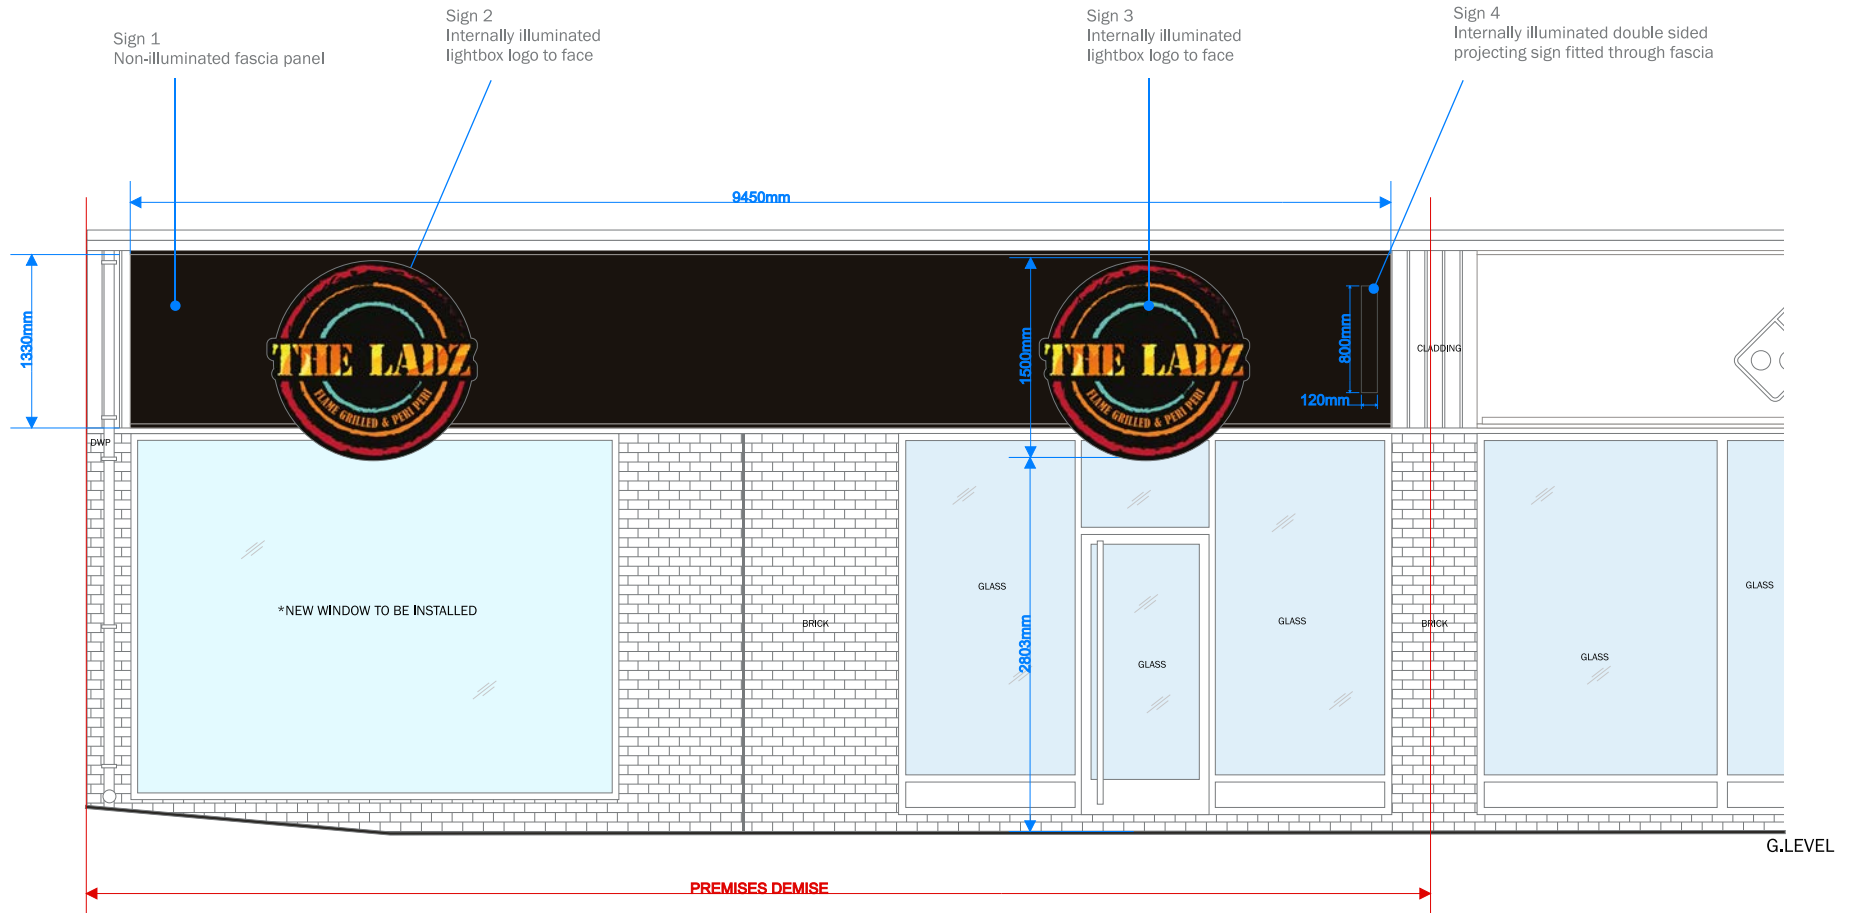 Sign 1
Non-illuminated fascia panel
Sign 2
Internally illuminated
lightbox logo to face
Sign 3
Internally illuminated
lightbox logo to face
Sign 4
Internally illuminated double sided
projecting sign fitted through fascia
9450mm
1330mm
THE LADZ
FLAME GRILLED & PERI PERI
1500mm
THE LADZ
FLAME GRILLED & PERI PERI
800mm
120mm
CLADDING
DWP
*NEW WINDOW TO BE INSTALLED
BRICK
GLASS
2803mm
GLASS
GLASS
BRICK
GLASS
GLASS
G.LEVEL
PREMISES DEMISE